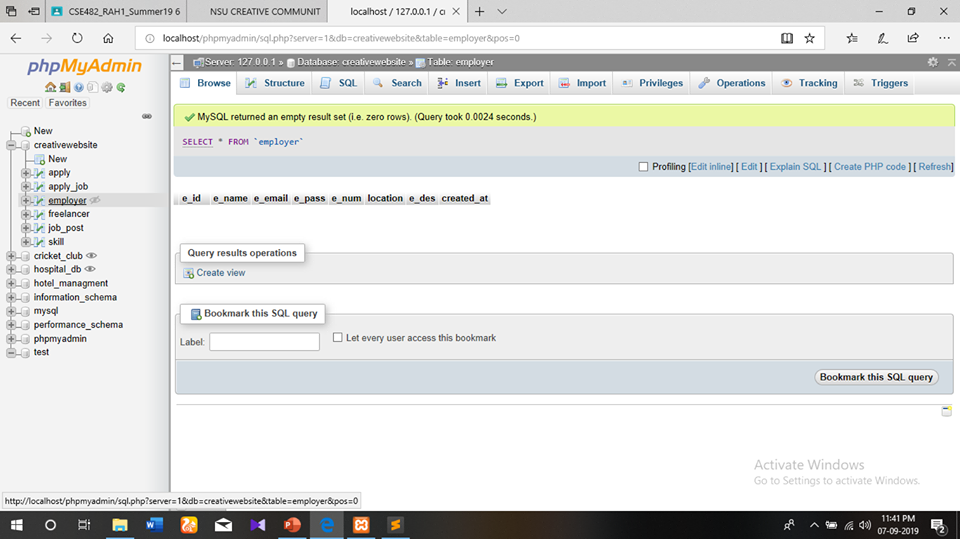 CSE482_RAH1_Summer19 6
NSU CREATIVE COMMUNIT
localhost / 127.0.0.1 / cr
localhost/phpmyadmin/sql.php?server=1&db=creativewebsite&table=employer&pos=0
phpMyAdmin
Recent Favorites
New
creativewebsite
New
apply
apply_job
employer
freelancer
job_post
skill
cricket_club
hospital_db
hotel_managment
information_schema
mysql
performance_schema
phpmyadmin
test
Server: 127.0.0.1 » Database: creativewebsite » Table: employer
Browse Structure SQL Search Insert Export Import Privileges Operations Tracking Triggers
MySQL returned an empty result set (i.e. zero rows). (Query took 0.0024 seconds.)
SELECT * FROM `employer`
Profiling [Edit inline] [ Edit ] [ Explain SQL ] [ Create PHP code ] [ Refresh]
e_id e_name e_email e_pass e_num location e_des created_at
Query results operations
Create view
Bookmark this SQL query
Label: Let every user access this bookmark
Bookmark this SQL query
Activate Windows
Go to Settings to activate Windows.
http://localhost/phpmyadmin/sql.php?server=1&db=creativewebsite&table=employer&pos=0
11:41 PM
07-09-2019
2